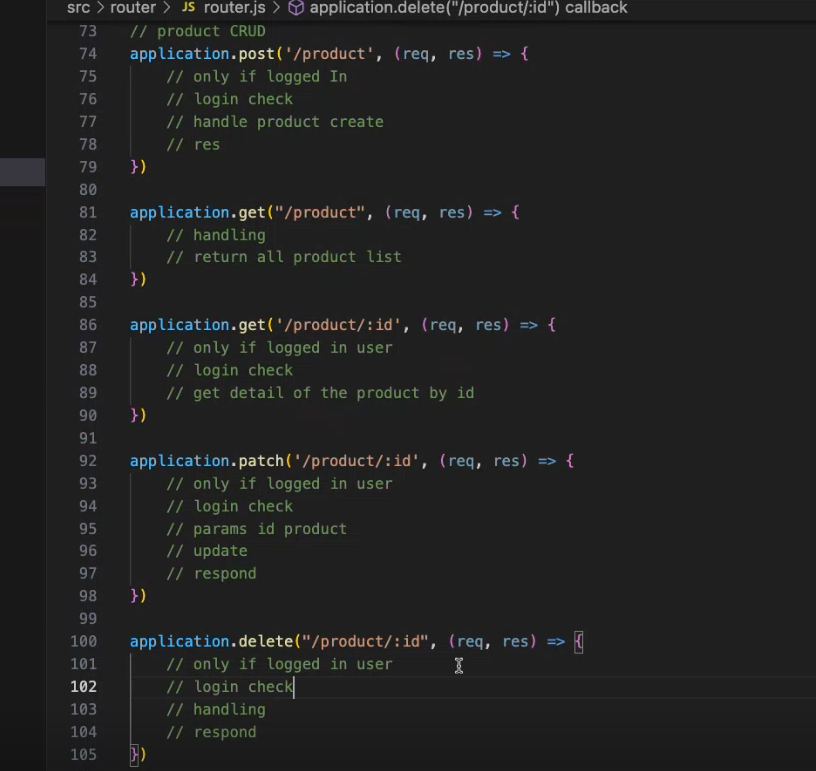 src > router > JS router.js > application.delete("/product/:id") callback
73 // product CRUD
74 application.post('/product', (req, res) => {
75 // only if logged In
76 // login check
77 // handle product create
78 // res
79 })
80
81 application.get("/product", (req, res) => {
82 // handling
83 // return all product list
84 })
85
86 application.get('/product/:id', (req, res) => {
87 // only if logged in user
88 // login check
89 // get detail of the product by id
90 })
91
92 application.patch('/product/:id', (req, res) => {
93 // only if logged in user
94 // login check
95 // params id product
96 // update
97 // respond
98 })
99
100 application.delete("/product/:id", (req, res) => {
101 // only if logged in user
102 // login check
103 // handling
104 // respond
105 })